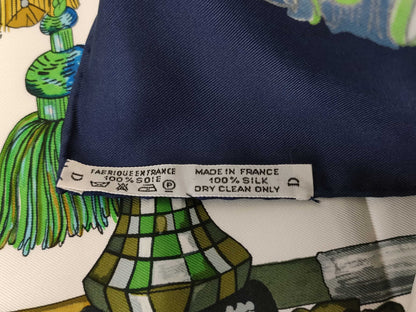 D
FABRIQUE EN FRANCE
100% SOIE
P
MADE IN FRANCE
100% SILK
DRY CLEAN ONLY
D